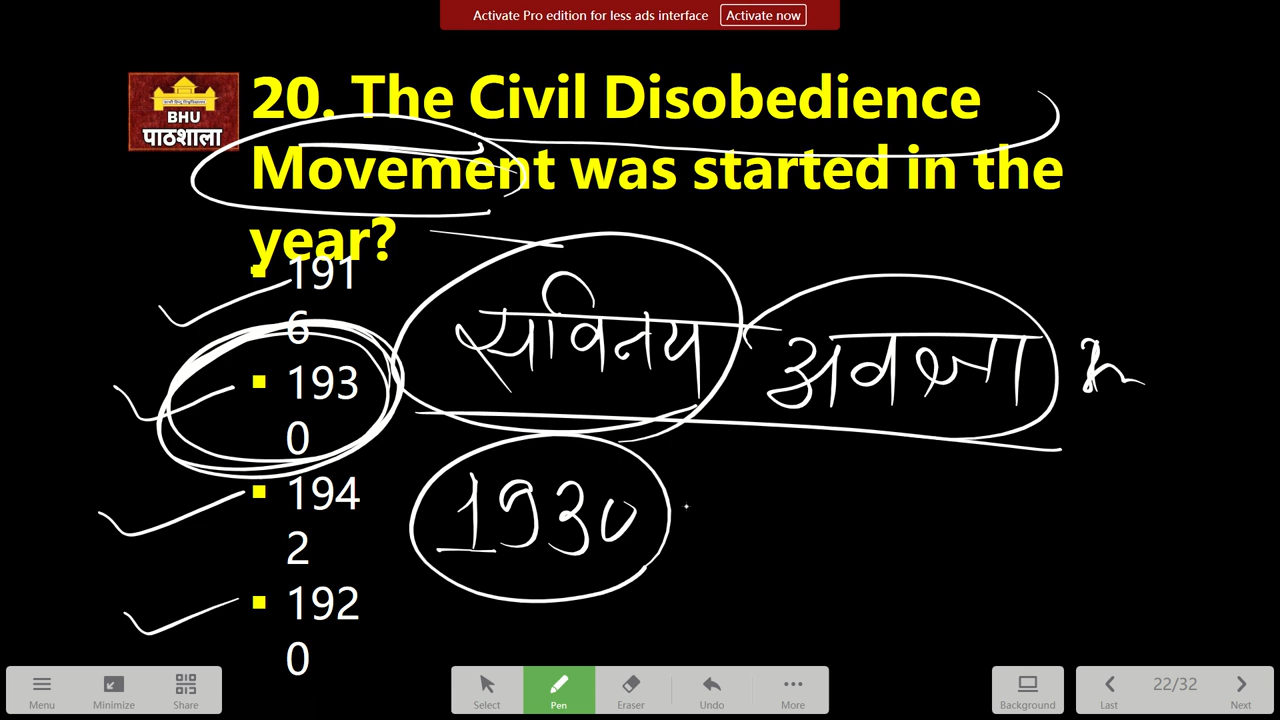 Activate Pro edition for less ads interface Activate now
BHU
पाठशाला
20. The Civil Disobedience
Movement was started in the
year?
191
6
193
0
194
2
192
0
सविनय अवज्ञा
1930
Menu Minimize Share Select Pen Eraser Undo More Background Last 22/32 Next